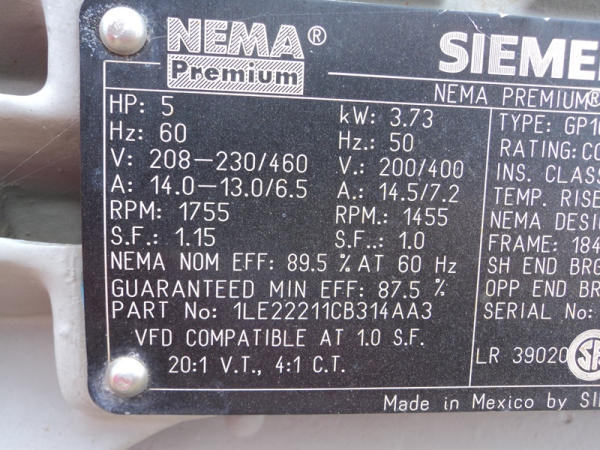 NEMA®
Premium
SIEME
NEMA PREMIUM®
HP: 5
kW: 3.73
TYPE: GP1
Hz: 60
Hz.: 50
RATING: CO
V: 208-230/460
V.: 200/400
INS. CLASS
A: 14.0-13.0/6.5
A.: 14.5/7.2
TEMP. RISE
RPM: 1755
RPM.: 1455
NEMA DESIG
S.F.: 1.15
S.F..: 1.0
FRAME: 184
NEMA NOM EFF: 89.5 % AT 60 Hz
SH END BRG
GUARANTEED MIN EFF: 87.5 %
OPP END BR
PART No: 1LE22211CB314AA3
SERIAL No:
VFD COMPATIBLE AT 1.0 S.F.
20:1 V.T., 4:1 C.T.
LR 39020
Made in Mexico by SI